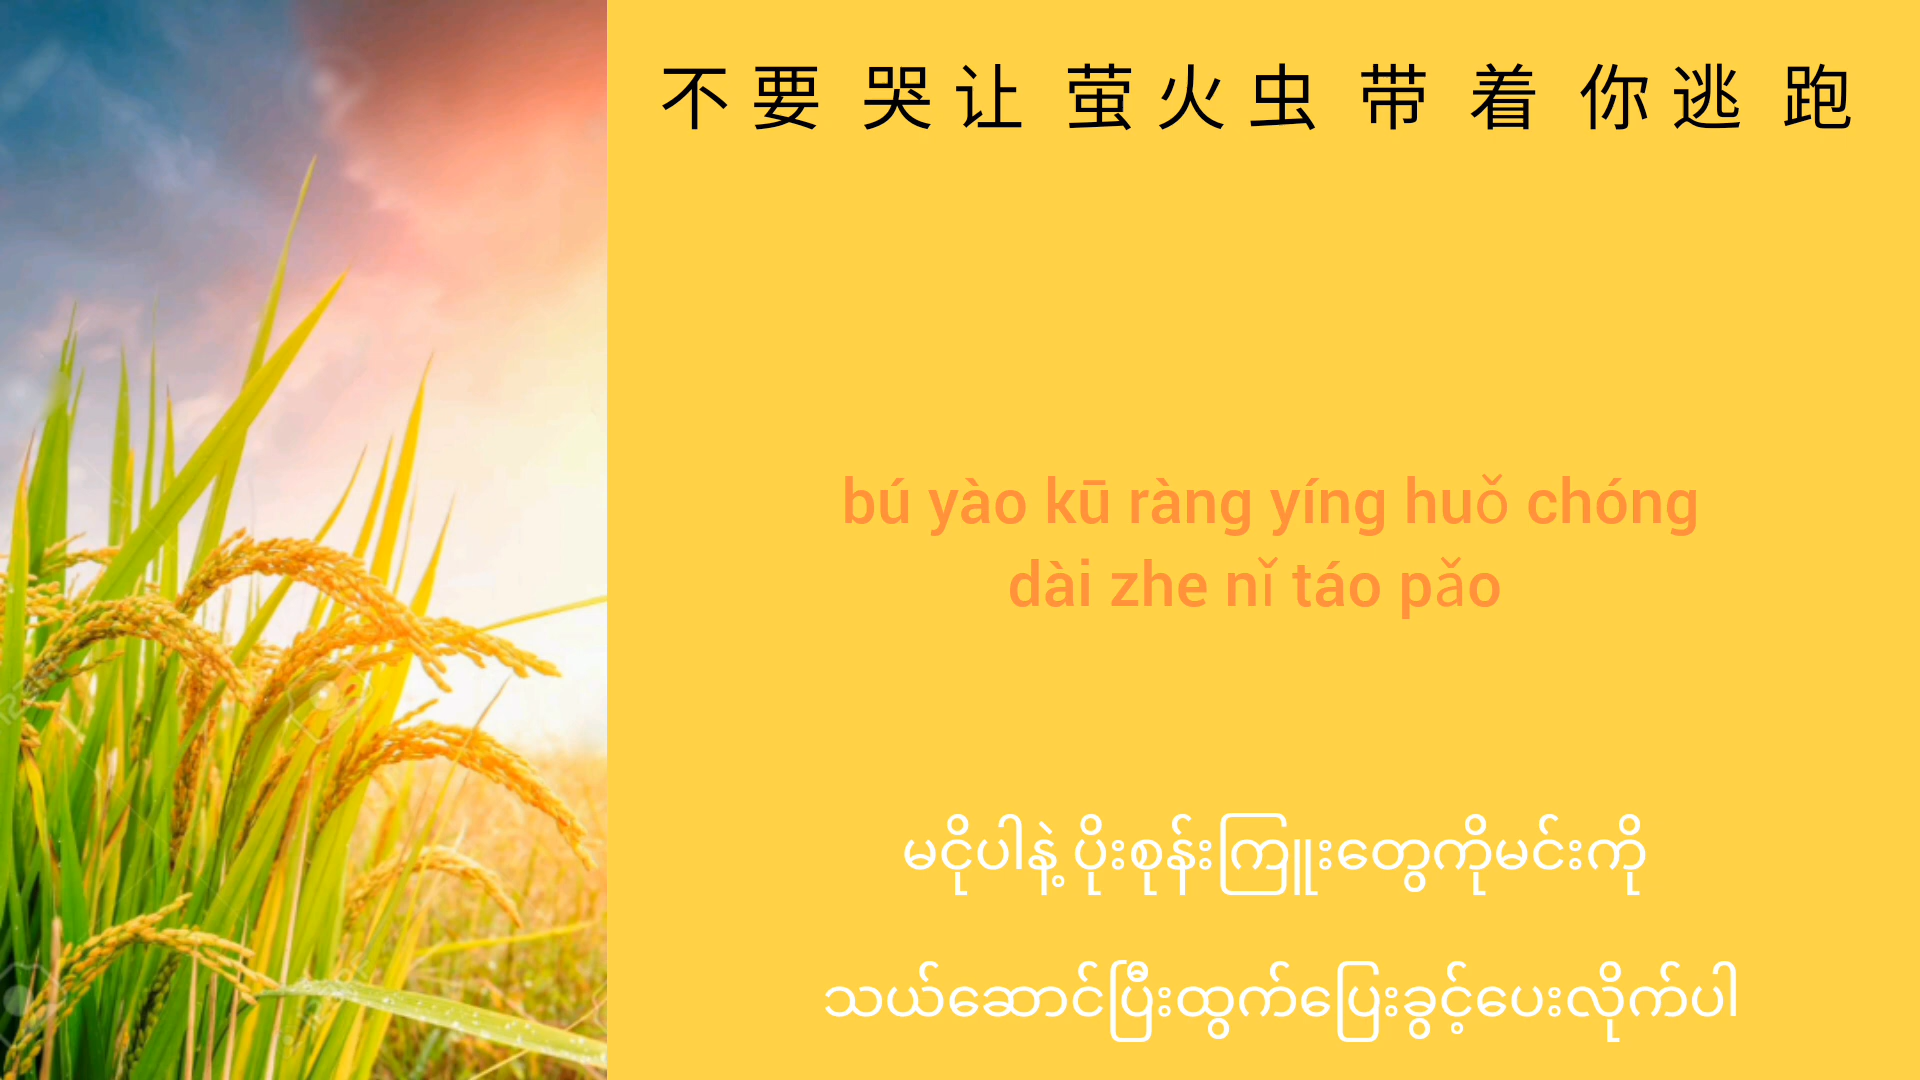 不要 哭让 萤火虫 带 着 你逃 跑
bú yào kū ràng yíng huǒ chóng
dài zhe nǐ táo pǎo
မငိုပါနဲ့ ပိုးစုန်းကြူးတွေကိုမင်းကို
သယ်ဆောင်ပြီးထွက်ပြေးခွင့်ပေးလိုက်ပါ